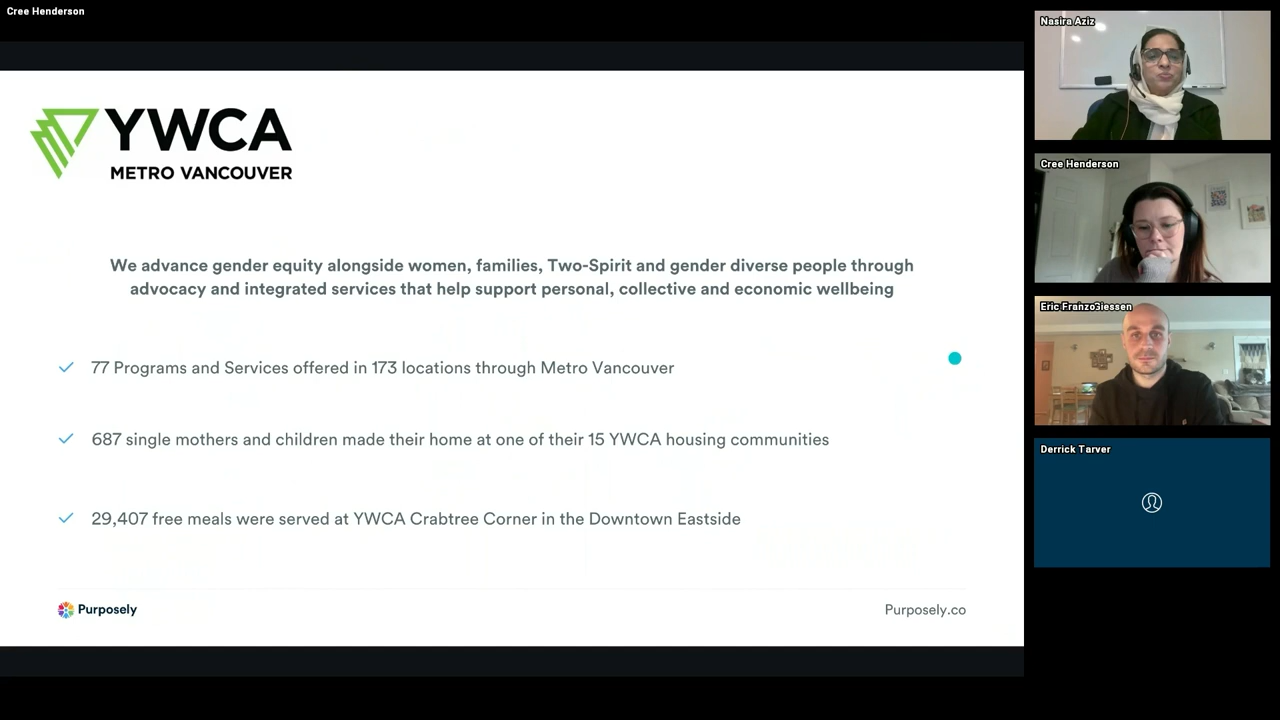 Cree Henderson
YWCA
METRO VANCOUVER
We advance gender equity alongside women, families, Two-Spirit and gender diverse people through
advocacy and integrated services that help support personal, collective and economic wellbeing
77 Programs and Services offered in 173 locations through Metro Vancouver
687 single mothers and children made their home at one of their 15 YWCA housing communities
29,407 free meals were served at YWCA Crabtree Corner in the Downtown Eastside
Purposely
Purposely.co
Nasira Aziz
Cree Henderson
Eric FranzoGiessen
Derrick Tarver